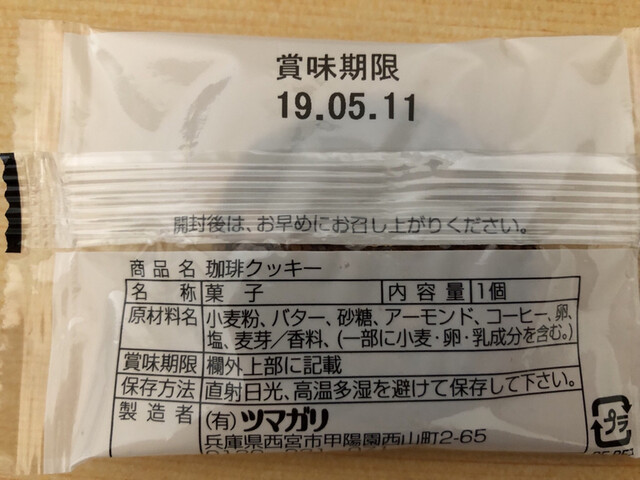 賞味期限
19.05.11
開封後は、お早めにお召し上がりください。
商品名 珈琲クッキー
名称 菓子 内容量 1個
原材料名 小麦粉、バター、砂糖、アーモンド、コーヒー、卵、
塩、麦芽／香料、(一部に小麦・卵・乳成分を含む。)
賞味期限 欄外上部に記載
保存方法 直射日光、高温多湿を避けて保存して下さい。
製造者 (有)ツマガリ
兵庫県西宮市甲陽園西山町2-65
プラ